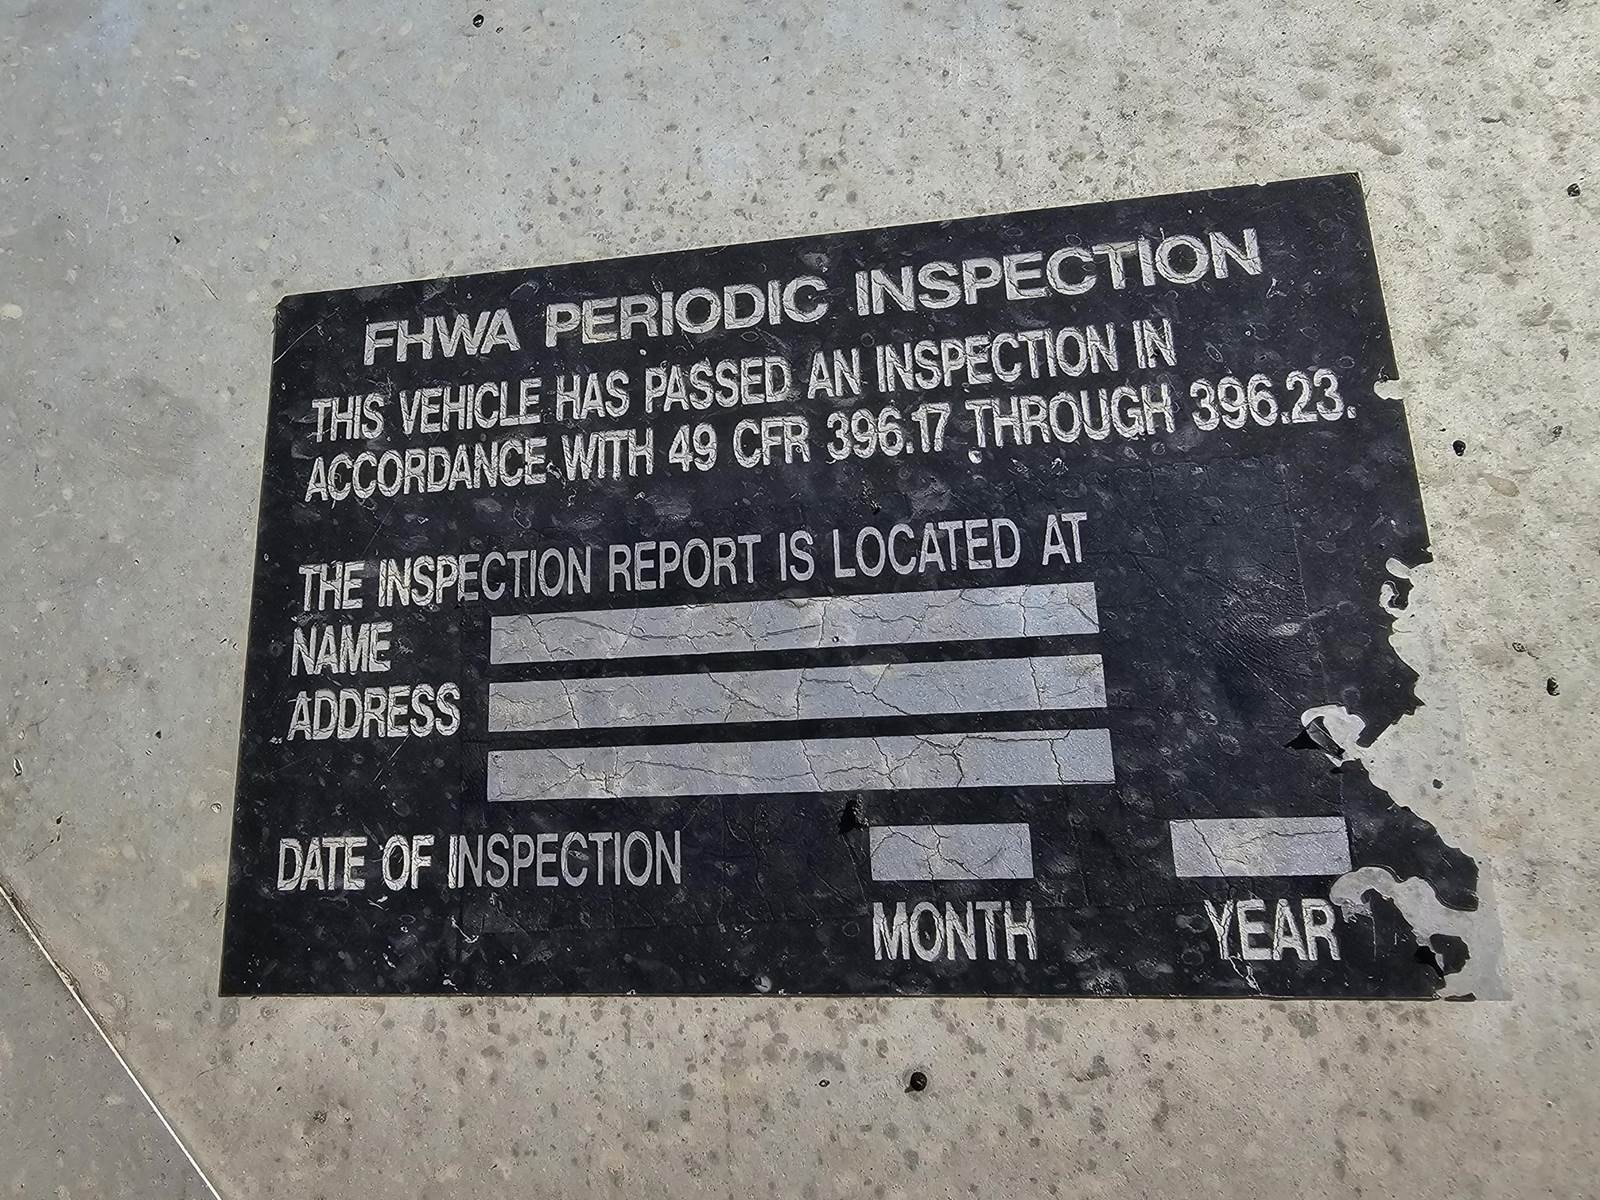 FHWA PERIODIC INSPECTION
THIS VEHICLE HAS PASSED AN INSPECTION IN
ACCORDANCE WITH 49 CFR 396.17 THROUGH 396.23.
THE INSPECTION REPORT IS LOCATED AT
NAME
ADDRESS
DATE OF INSPECTION
MONTH YEAR